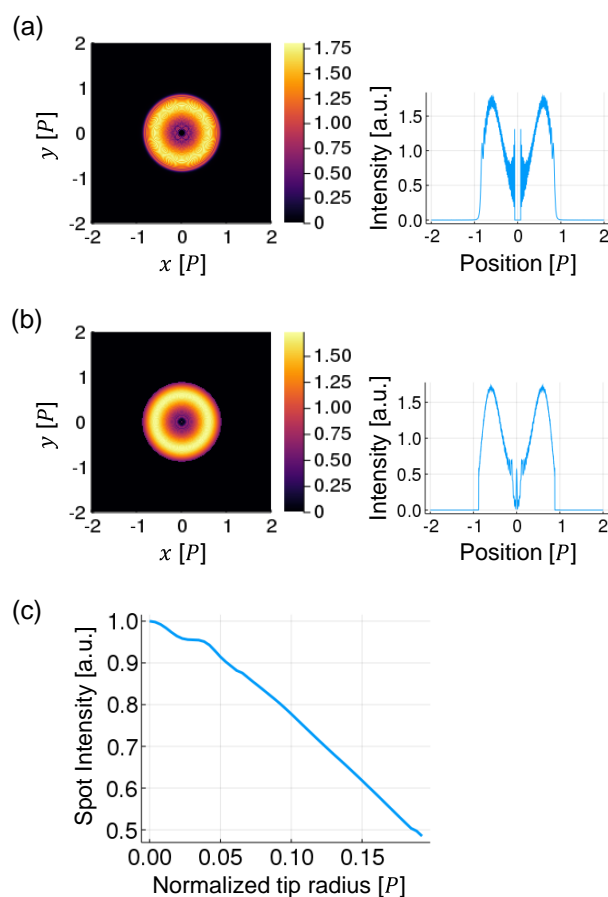 (a)
2
1
0
-1
-2
-2 -1 0 1 2
y [P]
x [P]
1.75
1.50
1.25
1.00
0.75
0.50
0.25
0
Intensity [a.u.]
1.5
1.0
0.5
0.0
-2 -1 0 1 2
Position [P]
(b)
2
1
0
-1
-2
-2 -1 0 1 2
y [P]
x [P]
1.50
1.25
1.00
0.75
0.50
0.25
0
Intensity [a.u.]
1.5
1.0
0.5
0.0
-2 -1 0 1 2
Position [P]
(c)
Spot Intensity [a.u.]
1.0
0.9
0.8
0.7
0.6
0.5
0.00 0.05 0.10 0.15
Normalized tip radius [P]